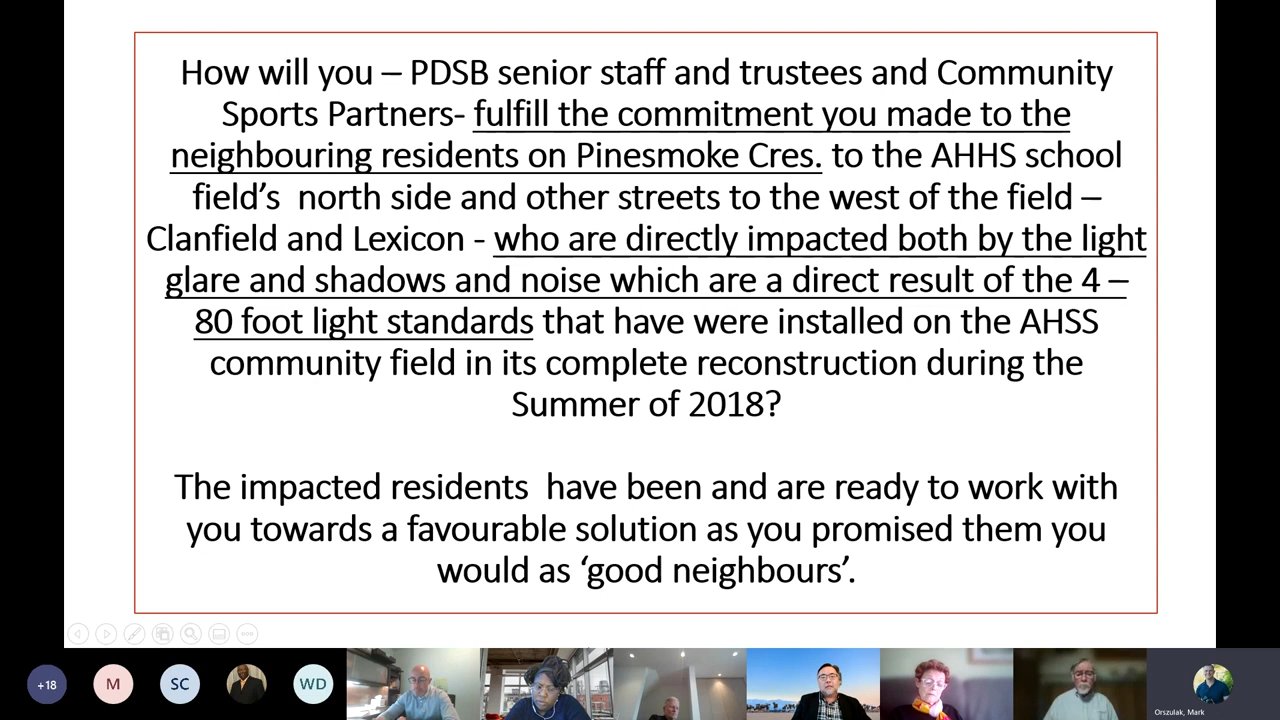 How will you – PDSB senior staff and trustees and Community
Sports Partners- fulfill the commitment you made to the
neighbouring residents on Pinesmoke Cres. to the AHHS school
field’s  north side and other streets to the west of the field –
Clanfield and Lexicon - who are directly impacted both by the light
glare and shadows and noise which are a direct result of the 4 –
80 foot light standards that have were installed on the AHSS
community field in its complete reconstruction during the
Summer of 2018?
The impacted residents  have been and are ready to work with
you towards a favourable solution as you promised them you
would as ‘good neighbours’.
+18
M
SC
WD
Orszulak, Mark